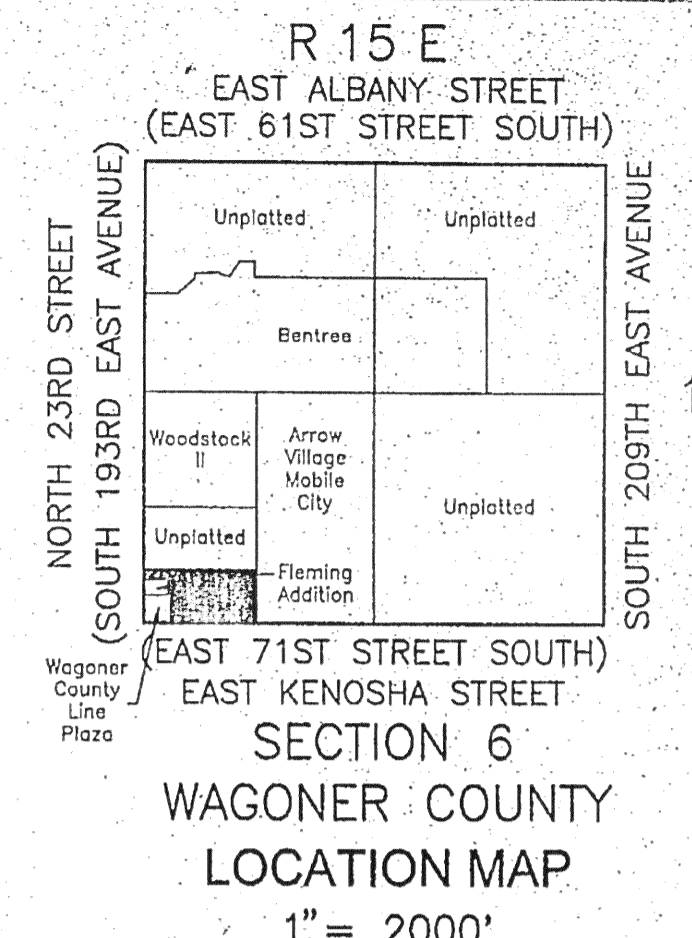 R 15 E
EAST ALBANY STREET
(EAST 61ST STREET SOUTH)
NORTH 23RD STREET
(SOUTH 193RD EAST AVENUE)
Unplatted
Unplatted
SOUTH 209TH EAST AVENUE
Bentree
Woodstock
II
Arrow
Village
Mobile
City
Unplatted
Unplatted
Fleming
Addition
Wagoner
County
Line
Plaza
(EAST 71ST STREET SOUTH)
EAST KENOSHA STREET
SECTION 6
WAGONER COUNTY
LOCATION MAP
1" = 2000'